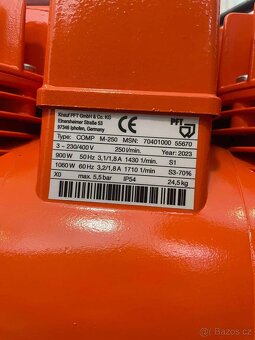 Knauf PFT GmbH & Co. KG
Einersheimer Straße 53
97346 Iphofen, Germany
CE
PFT
Type: COMP M-250 MSN: 70401000 55670
3 ~ 230/400 V 250 l/min. Year: 2023
900 W 50 Hz 3,1/1,8 A 1430 1/min. S1
1060 W 60 Hz 3,2/1,8 A 1710 1/min. S3-70%
X0 max. 5,5 bar IP54 24,5 kg
Bazoš.cz